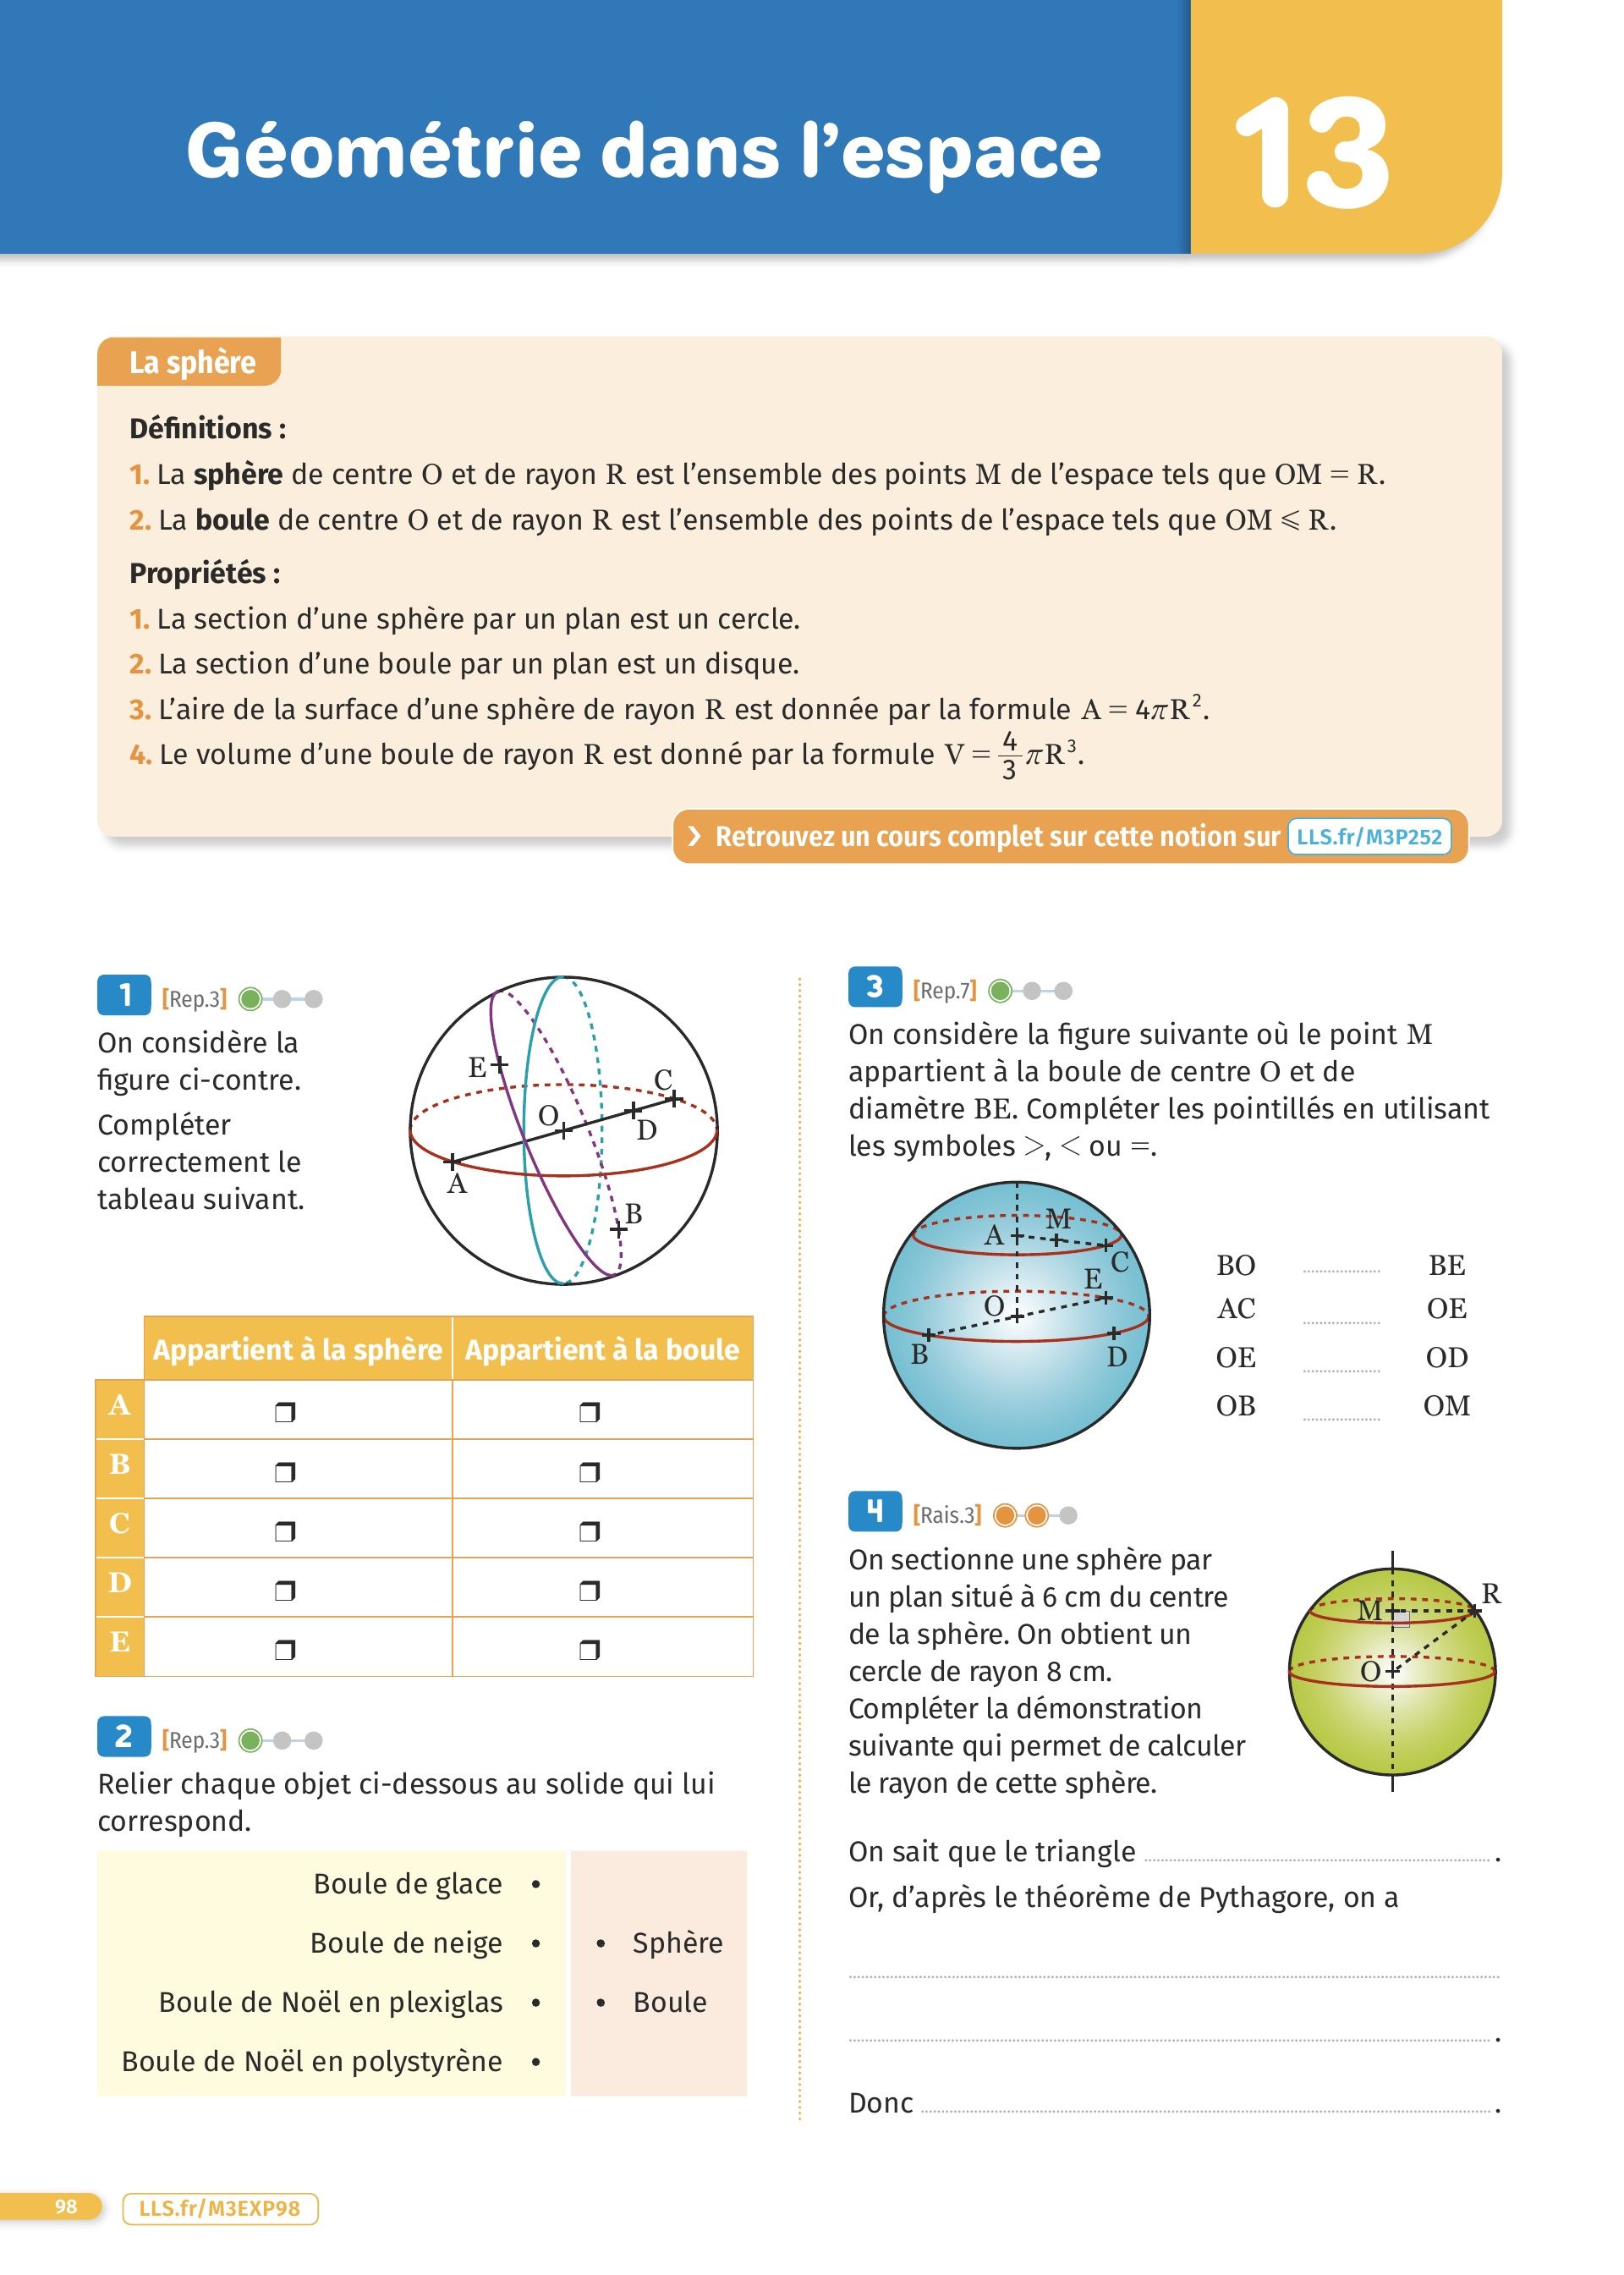 Géométrie dans l’espace
13
La sphère
Définitions :
1. La sphère de centre O et de rayon R est l’ensemble des points M de l’espace tels que OM = R.
2. La boule de centre O et de rayon R est l’ensemble des points de l’espace tels que OM ⩽ R.
Propriétés :
1. La section d’une sphère par un plan est un cercle.
2. La section d’une boule par un plan est un disque.
3. L’aire de la surface d’une sphère de rayon R est donnée par la formule A = 4πR².
4. Le volume d’une boule de rayon R est donné par la formule V = 4/3 πR³.
❯ Retrouvez un cours complet sur cette notion sur LLS.fr/M3P252
1 [Rep.3]
On considère la
figure ci-contre.
Compléter
correctement le
tableau suivant.
E
C
O
D
A
B
Appartient à la sphère Appartient à la boule
A ❒ ❒
B ❒ ❒
C ❒ ❒
D ❒ ❒
E ❒ ❒
2 [Rep.3]
Relier chaque objet ci-dessous au solide qui lui
correspond.
Boule de glace •
Boule de neige • • Sphère
Boule de Noël en plexiglas • • Boule
Boule de Noël en polystyrène •
3 [Rep.7]
On considère la figure suivante où le point M
appartient à la boule de centre O et de
diamètre BE. Compléter les pointillés en utilisant
les symboles >, < ou =.
A M
C
E
O
B D
BO .......... BE
AC .......... OE
OE .......... OD
OB .......... OM
4 [Rais.3]
On sectionne une sphère par
un plan situé à 6 cm du centre
de la sphère. On obtient un
cercle de rayon 8 cm.
Compléter la démonstration
suivante qui permet de calculer
le rayon de cette sphère.
R
M
O
On sait que le triangle .......... .
Or, d’après le théorème de Pythagore, on a
..........
.......... .
Donc .......... .
98 LLS.fr/M3EXP98